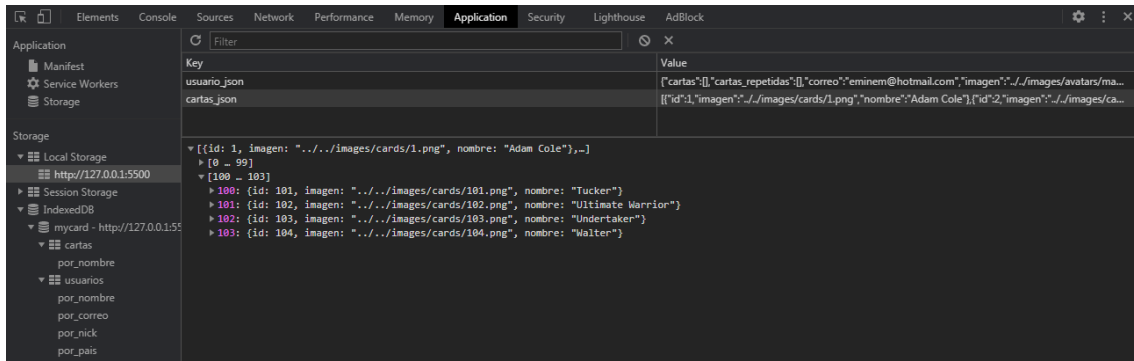 Elements Console Sources Network Performance Memory Application Security Lighthouse AdBlock
Application
Manifest
Service Workers
Storage
Storage
Local Storage
http://127.0.0.1:5500
Session Storage
IndexedDB
mycard - http://127.0.0.1:55
cartas
por_nombre
usuarios
por_nombre
por_correo
por_nick
por_pais
Filter
Key Value
usuario_json {"cartas":[],"cartas_repetidas":[],"correo":"eminem@hotmail.com","imagen":"../../images/avatars/ma...
cartas_json [{"id":1,"imagen":"../../images/cards/1.png","nombre":"Adam Cole"},{"id":2,"imagen":"../../images/ca...
[{id: 1, imagen: "../../images/cards/1.png", nombre: "Adam Cole"},…]
[0 … 99]
[100 … 103]
100: {id: 101, imagen: "../../images/cards/101.png", nombre: "Tucker"}
101: {id: 102, imagen: "../../images/cards/102.png", nombre: "Ultimate Warrior"}
102: {id: 103, imagen: "../../images/cards/103.png", nombre: "Undertaker"}
103: {id: 104, imagen: "../../images/cards/104.png", nombre: "Walter"}